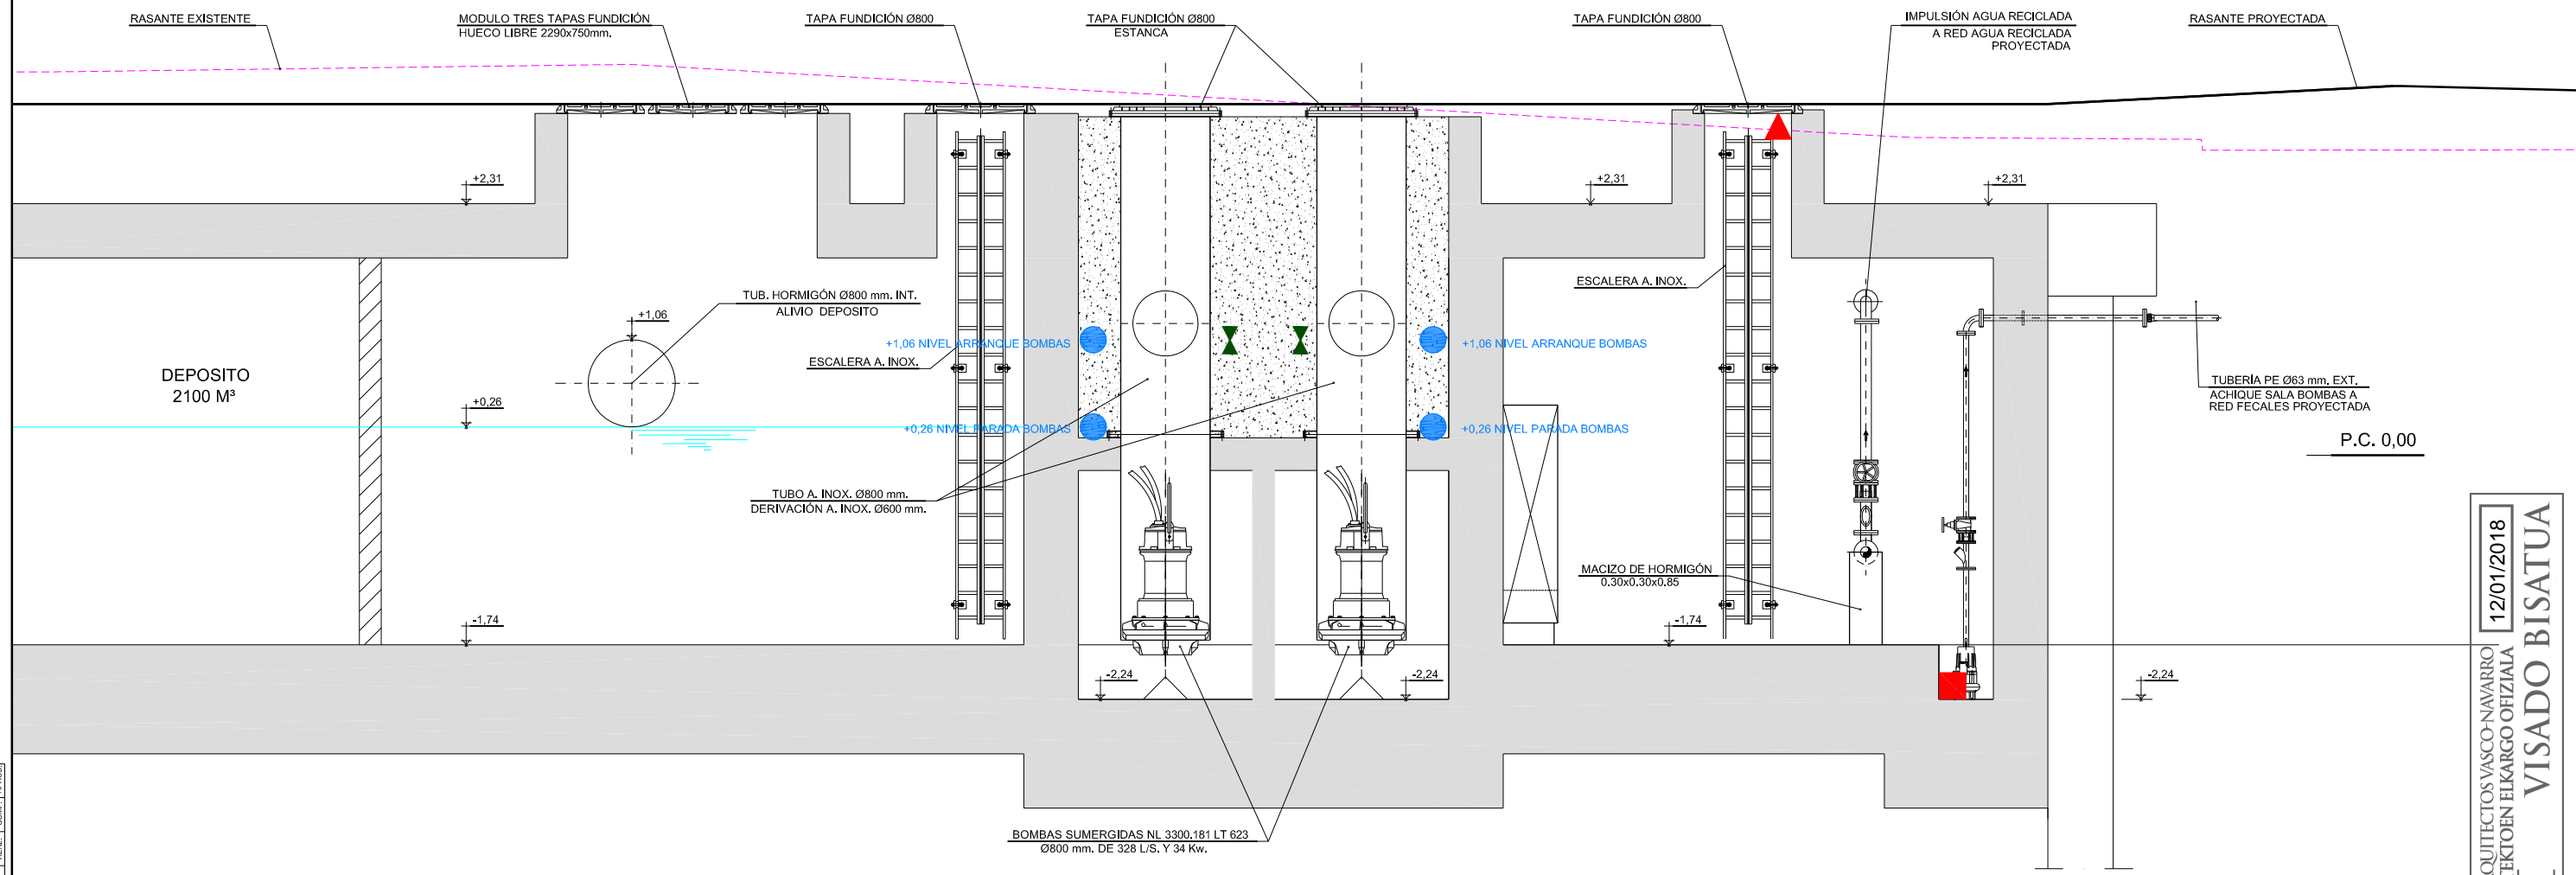 RASANTE EXISTENTE
MODULO TRES TAPAS FUNDICIÓN
HUECO LIBRE 2290x750mm.
TAPA FUNDICIÓN Ø800
TAPA FUNDICIÓN Ø800
ESTANCA
TAPA FUNDICIÓN Ø800
IMPULSIÓN AGUA RECICLADA
A RED AGUA RECICLADA
PROYECTADA
RASANTE PROYECTADA
+2,31
+2,31
+2,31
TUB. HORMIGÓN Ø800 mm. INT.
ALIVIO DEPOSITO
+1,06
ESCALERA A. INOX.
+1,06 NIVEL ARRANQUE BOMBAS
+1,06 NIVEL ARRANQUE BOMBAS
ESCALERA A. INOX.
DEPOSITO
2100 M³
+0,26
+0,26 NIVEL PARADA BOMBAS
+0,26 NIVEL PARADA BOMBAS
TUBERÍA PE Ø63 mm. EXT.
ACHIQUE SALA BOMBAS A
RED FECALES PROYECTADA
P.C. 0,00
TUBO A. INOX. Ø800 mm.
DERIVACIÓN A. INOX. Ø600 mm.
MACIZO DE HORMIGÓN
0.30x0.30x0.85
-1,74
-1,74
-2,24
-2,24
-2,24
BOMBAS SUMERGIDAS NL 3300.181 LT 623
Ø800 mm. DE 328 L/S. Y 34 Kw.
12/01/2018
VASCO-NAVARRO
ELKARGO OFIZIALA
VISADO BISATUA